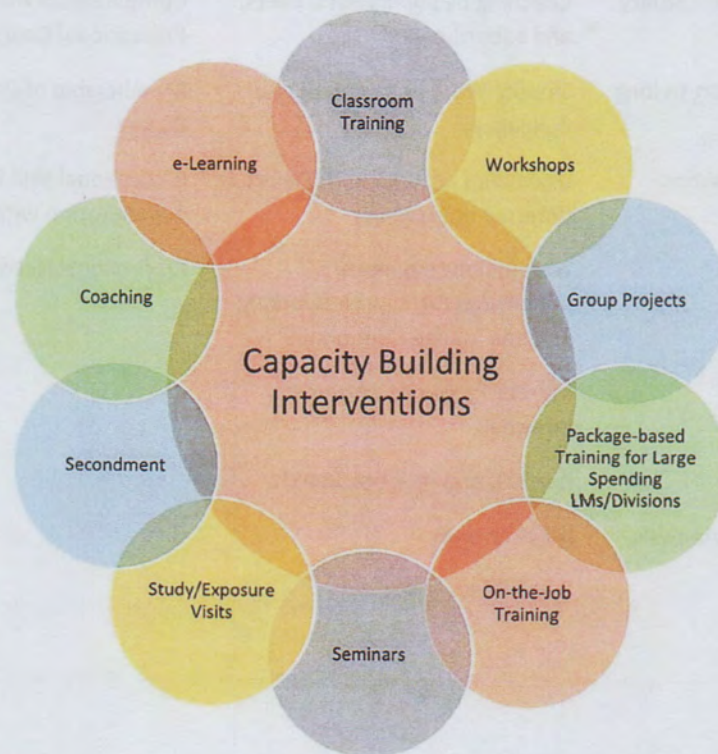 Classroom
Training
Workshops
Group Projects
Package-based
Training for Large
Spending
LMs/Divisions
On-the-Job
Training
Seminars
Study/Exposure
Visits
Secondment
Coaching
e-Learning
Capacity Building
Interventions